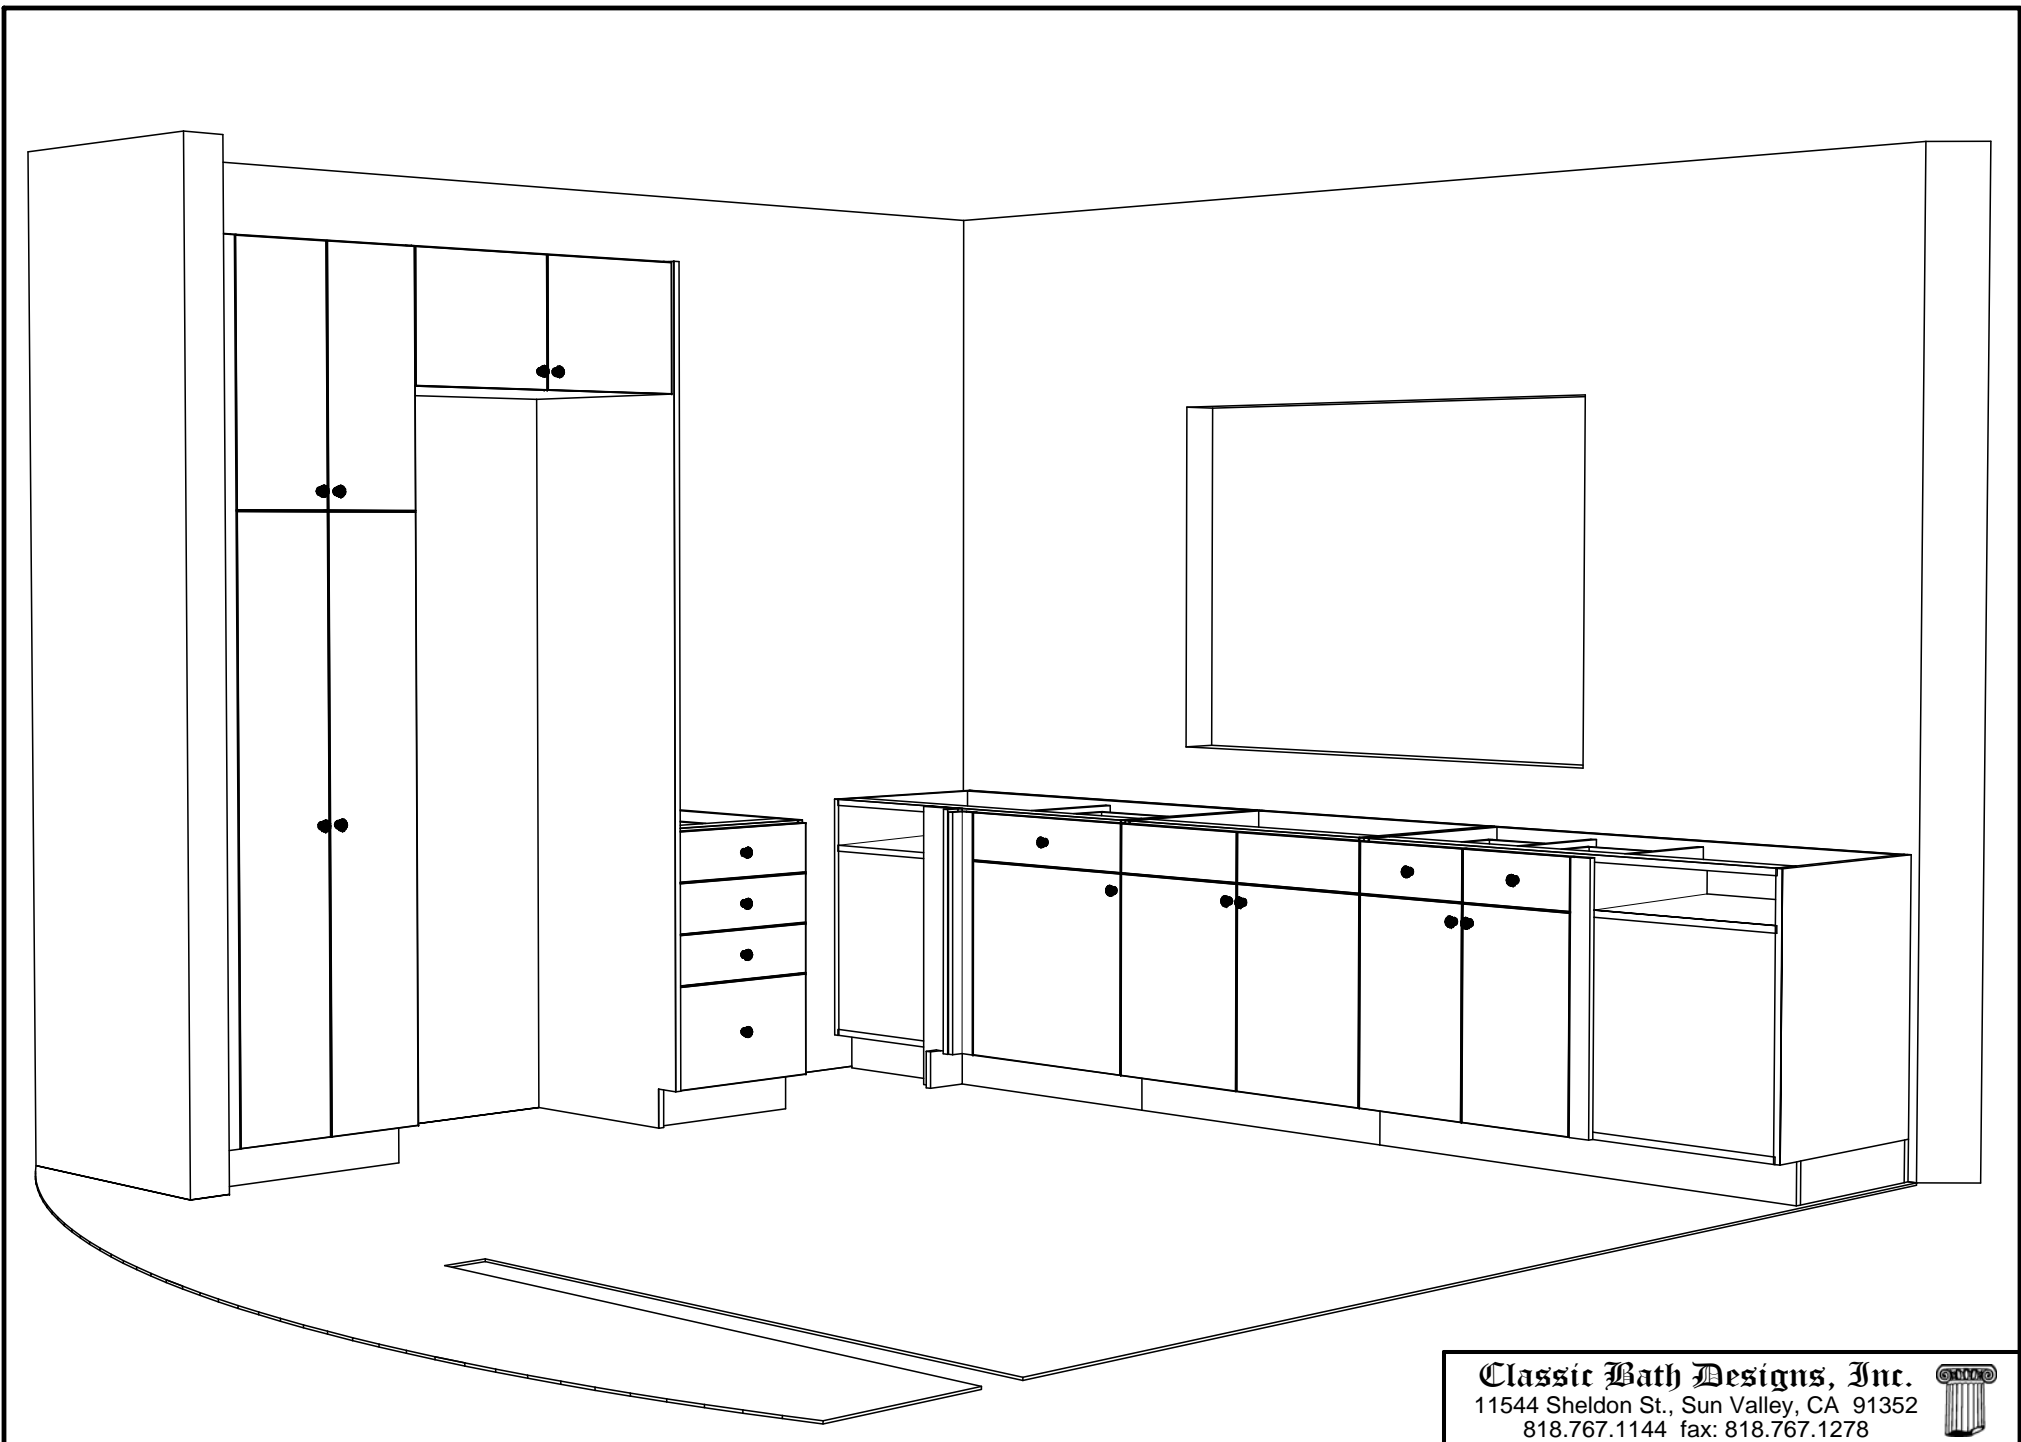 Classic Bath Designs, Inc.
11544 Sheldon St., Sun Valley, CA 91352
818.767.1144 fax: 818.767.1278